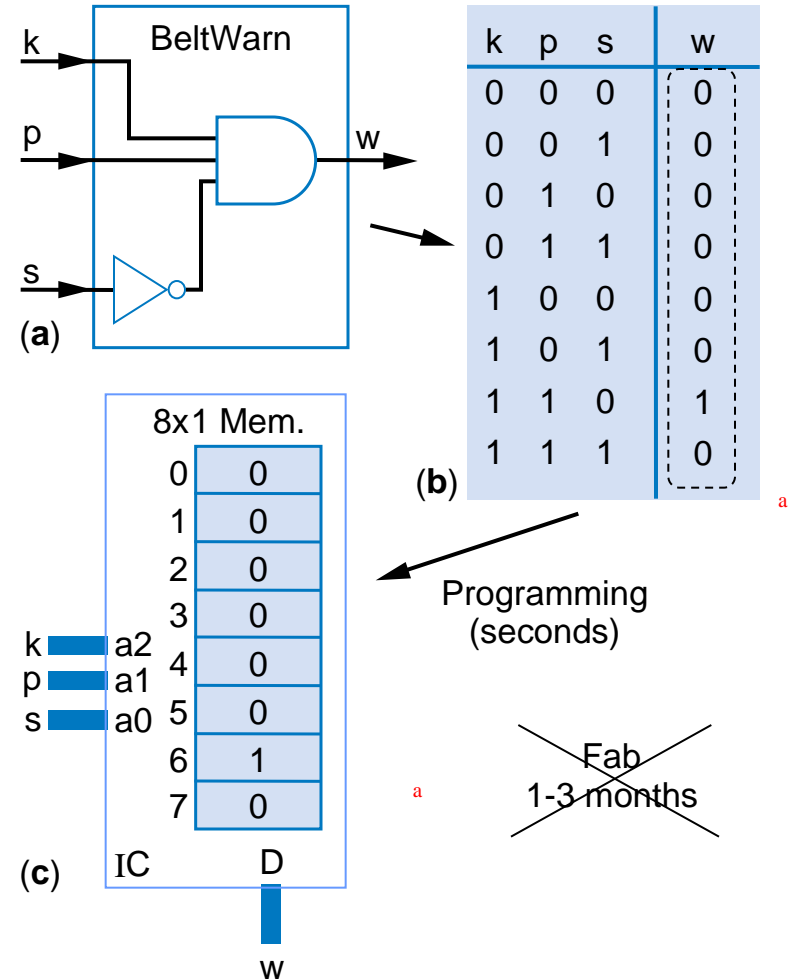 BeltWarn
k
p
w
s
(a)
k p s w
0 0 0 0
0 0 1 0
0 1 0 0
0 1 1 0
1 0 0 0
1 0 1 0
1 1 0 1
1 1 1 0
(b)
a
8x1 Mem.
0 0
1 0
2 0
3 0
4 0
5 0
6 1
7 0
k a2
p a1
s a0
IC
D
w
(c)
Programming
(seconds)
Fab
1-3 months
a